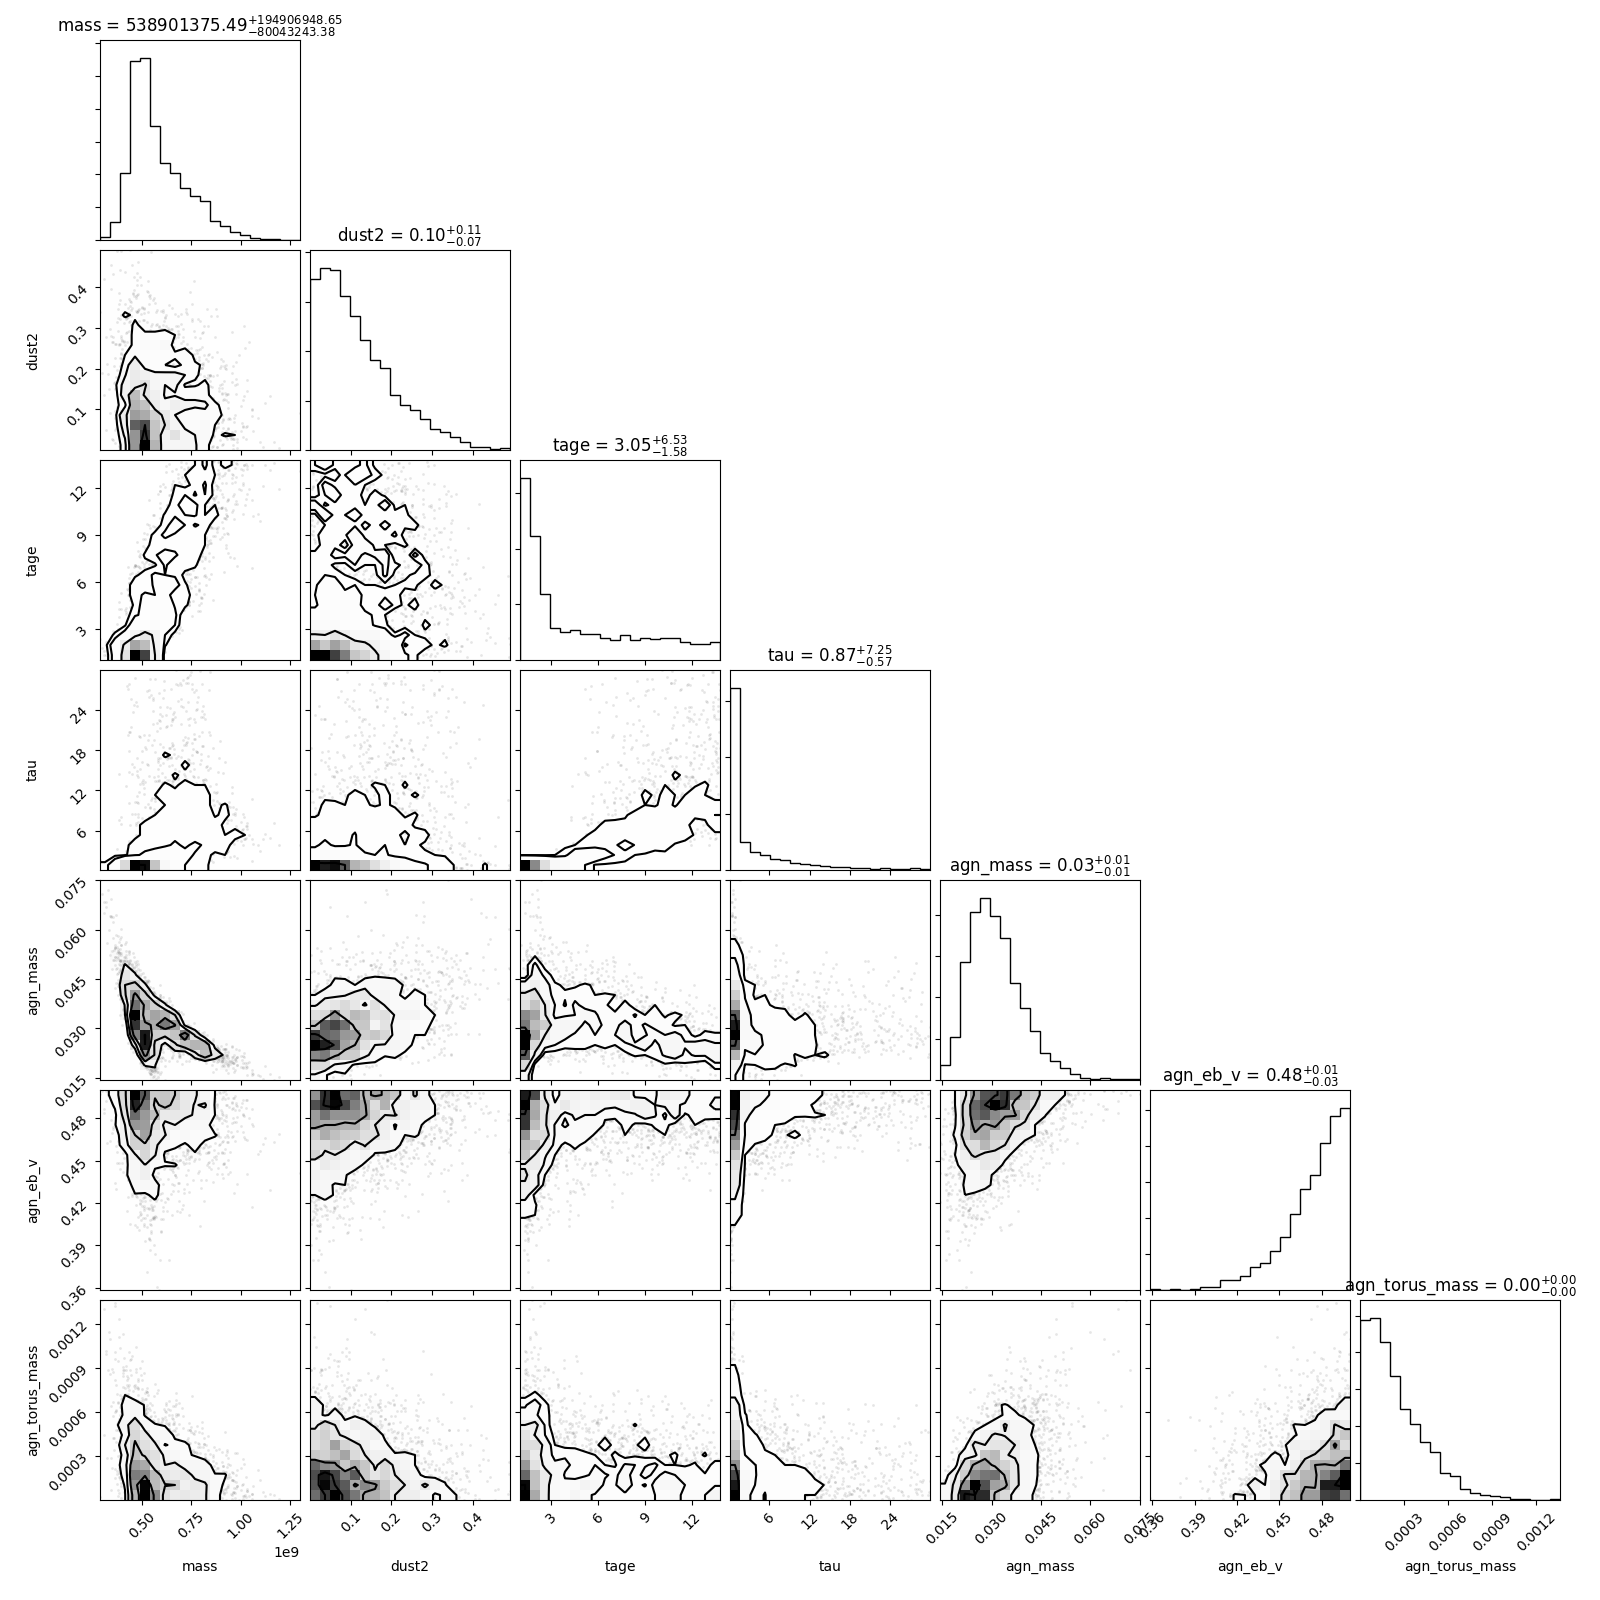 mass = 538901375.49+194906948.65−80043243.38
dust2 = 0.10+0.11−0.07
dust2
0.4
0.3
0.2
0.1
tage = 3.05+6.53−1.58
tage
12
9
6
3
tau = 0.87+7.25−0.57
tau
24
18
12
6
agn_mass = 0.03+0.01−0.01
agn_mass
0.075
0.060
0.045
0.030
0.015
agn_eb_v = 0.48+0.01−0.03
agn_eb_v
0.48
0.45
0.42
0.39
0.36
agn_torus_mass = 0.00+0.00−0.00
agn_torus_mass
0.0012
0.0009
0.0006
0.0003
0.50 0.75 1.00 1.25 0.1 0.2 0.3 0.4 3 6 9 12 6 12 18 24 0.015 0.030 0.045 0.060 0.075 0.36 0.39 0.42 0.45 0.48 0.0003 0.0006 0.0009 0.0012
1e9
mass dust2 tage tau agn_mass agn_eb_v agn_torus_mass